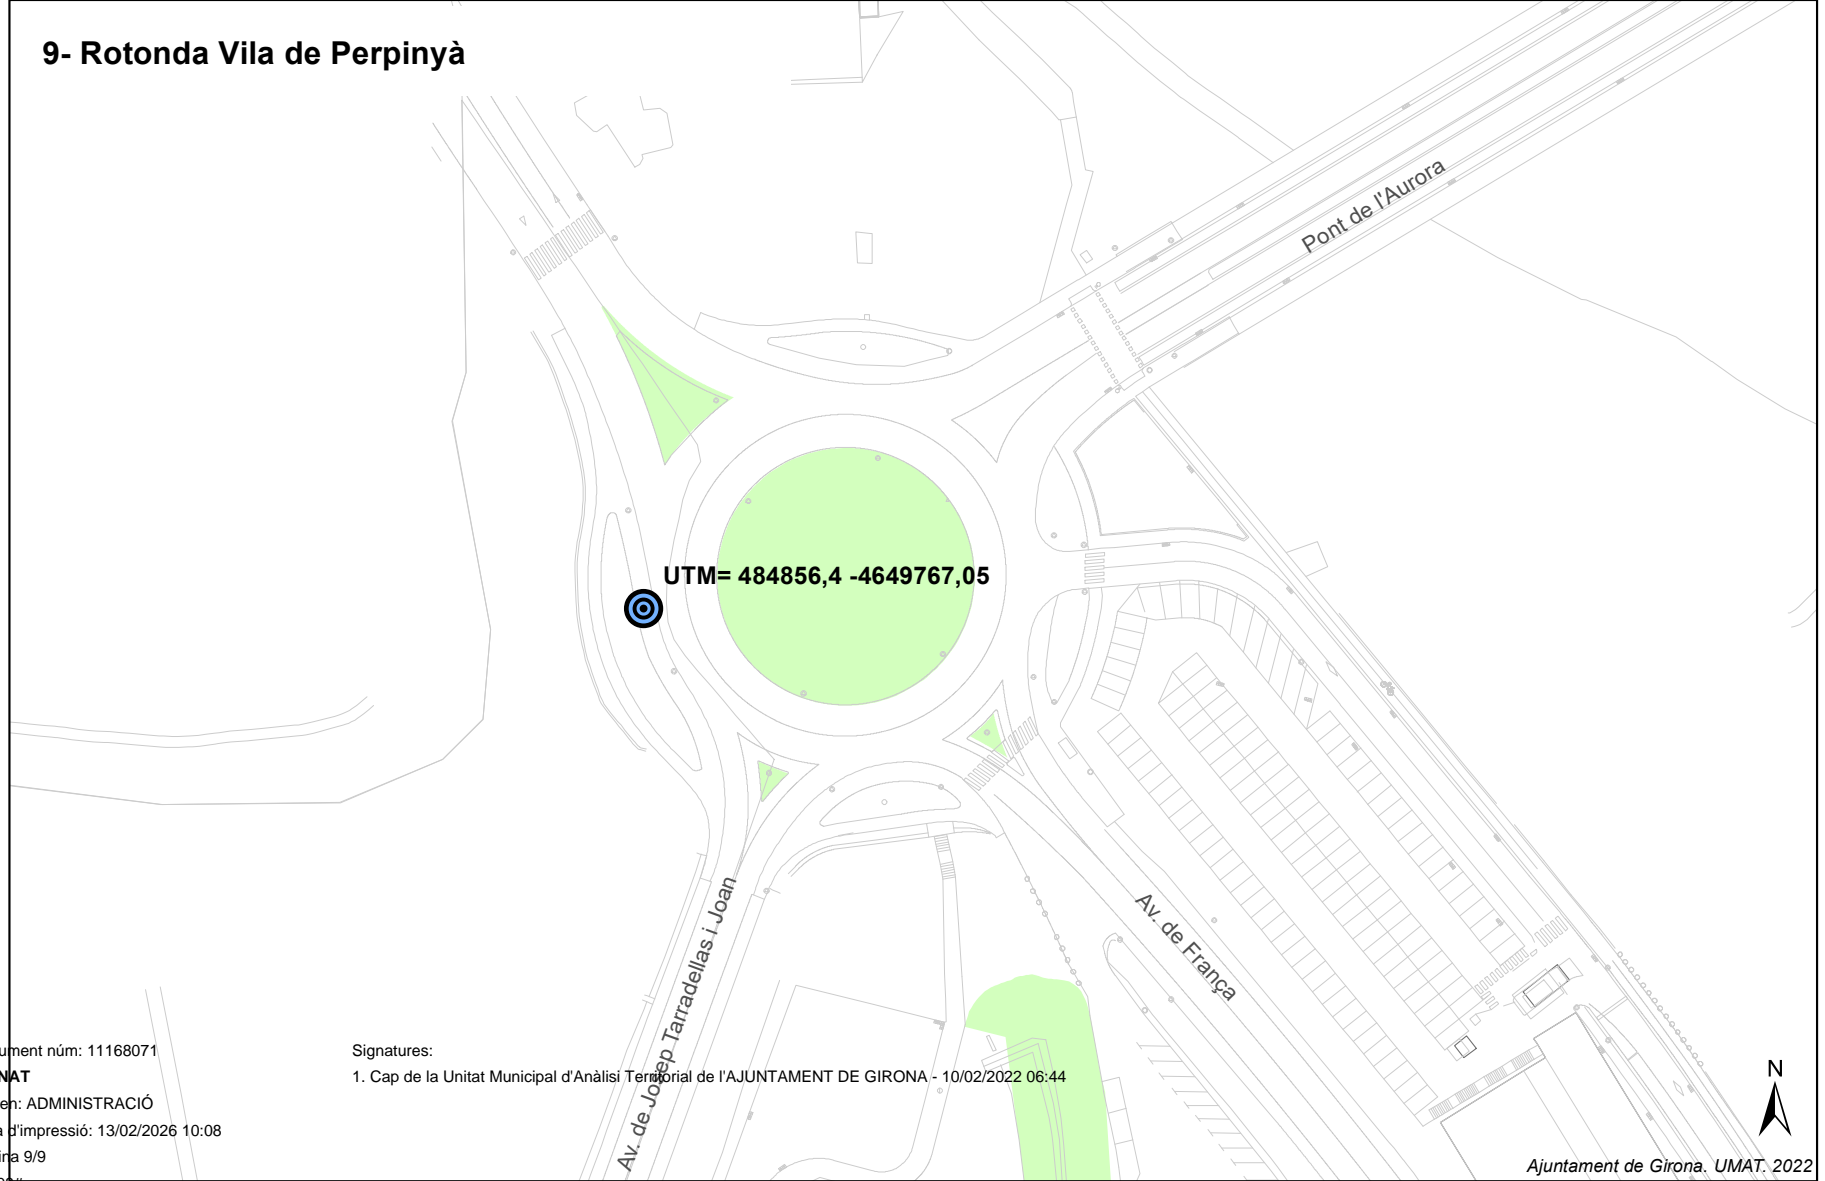 9- Rotonda Vila de Perpinyà
Pont de l'Aurora
UTM= 484856,4 -4649767,05
Av. de Josep Tarradellas i Joan
Av. de França
ument núm: 11168071
NAT
en: ADMINISTRACIÓ
a d'impressió: 13/02/2026 10:08
ina 9/9
Signatures:
1. Cap de la Unitat Municipal d'Anàlisi Territorial de l'AJUNTAMENT DE GIRONA - 10/02/2022 06:44
N
Ajuntament de Girona. UMAT. 2022